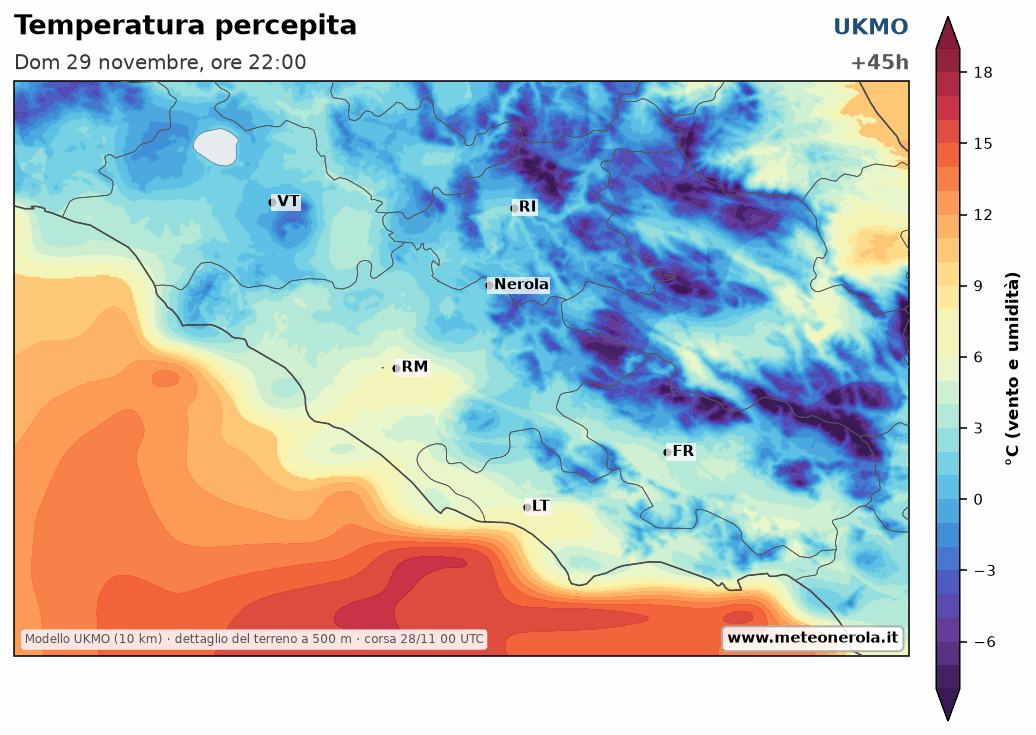 Temperatura percepita
UKMO
Dom 29 novembre, ore 22:00
+45h
VT
RI
Nerola
RM
FR
LT
Modello UKMO (10 km) · dettaglio del terreno a 500 m · corsa 28/11 00 UTC
www.meteonerola.it
18
15
12
9
6
3
0
−3
−6
°C (vento e umidità)